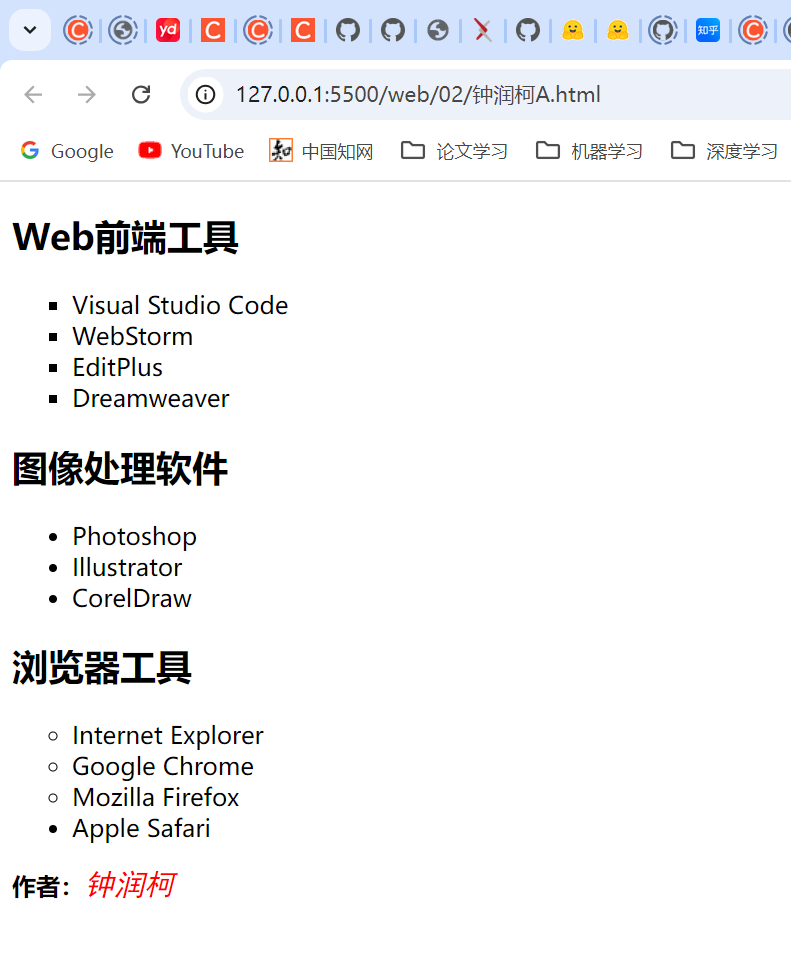 yd C C C C 知乎 C
127.0.0.1:5500/web/02/钟润柯A.html
Google YouTube 知 中国知网 论文学习 机器学习 深度学习
Web前端工具
Visual Studio Code
WebStorm
EditPlus
Dreamweaver
图像处理软件
Photoshop
Illustrator
CorelDraw
浏览器工具
Internet Explorer
Google Chrome
Mozilla Firefox
Apple Safari
作者：钟润柯